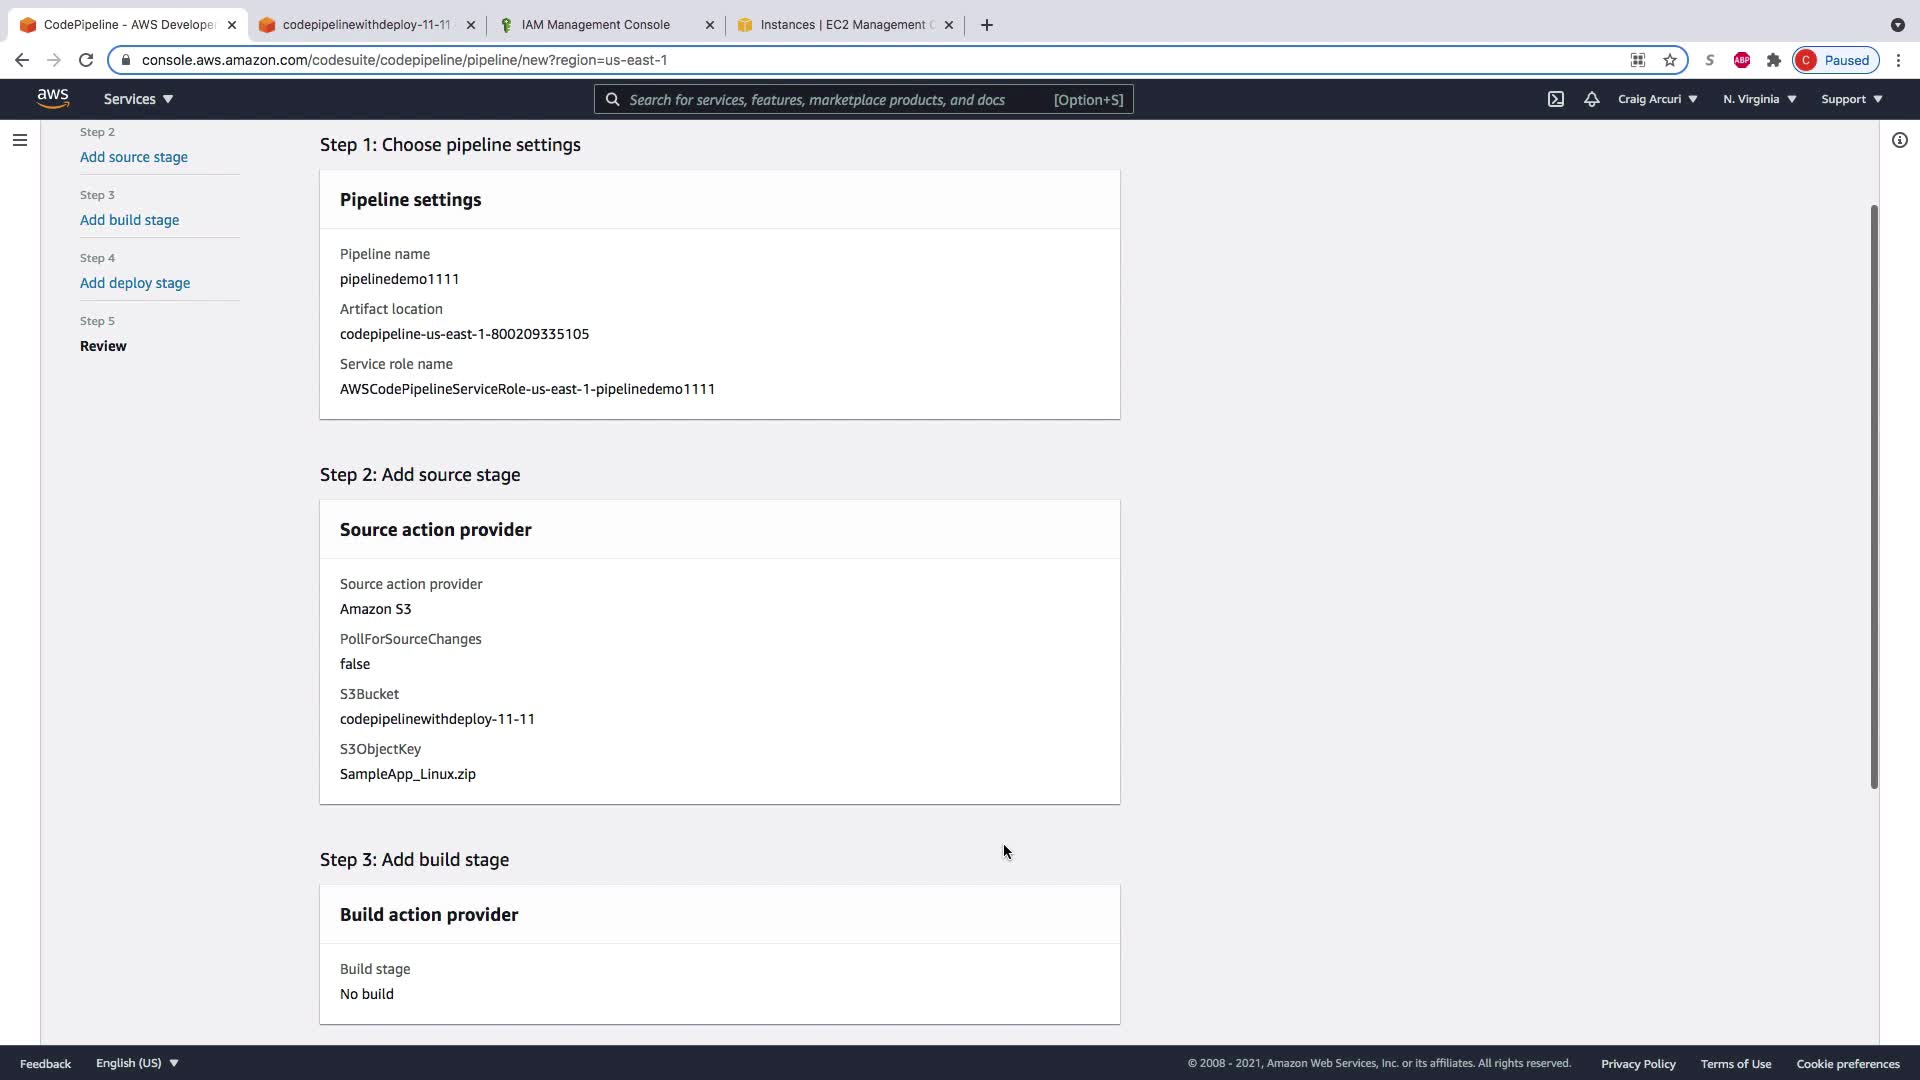 CodePipeline - AWS Developer
codepipelinewithdeploy-11-11
IAM Management Console
Instances | EC2 Management C
console.aws.amazon.com/codesuite/codepipeline/pipeline/new?region=us-east-1
S
ABP
C
Paused
aws
Services
Search for services, features, marketplace products, and docs
[Option+S]
Craig Arcuri
N. Virginia
Support
Step 2
Add source stage
Step 3
Add build stage
Step 4
Add deploy stage
Step 5
Review
Step 1: Choose pipeline settings
Pipeline settings
Pipeline name
pipelinedemo1111
Artifact location
codepipeline-us-east-1-800209335105
Service role name
AWSCodePipelineServiceRole-us-east-1-pipelinedemo1111
Step 2: Add source stage
Source action provider
Source action provider
Amazon S3
PollForSourceChanges
false
S3Bucket
codepipelinewithdeploy-11-11
S3ObjectKey
SampleApp_Linux.zip
Step 3: Add build stage
Build action provider
Build stage
No build
Feedback
English (US)
© 2008 - 2021, Amazon Web Services, Inc. or its affiliates. All rights reserved.
Privacy Policy
Terms of Use
Cookie preferences